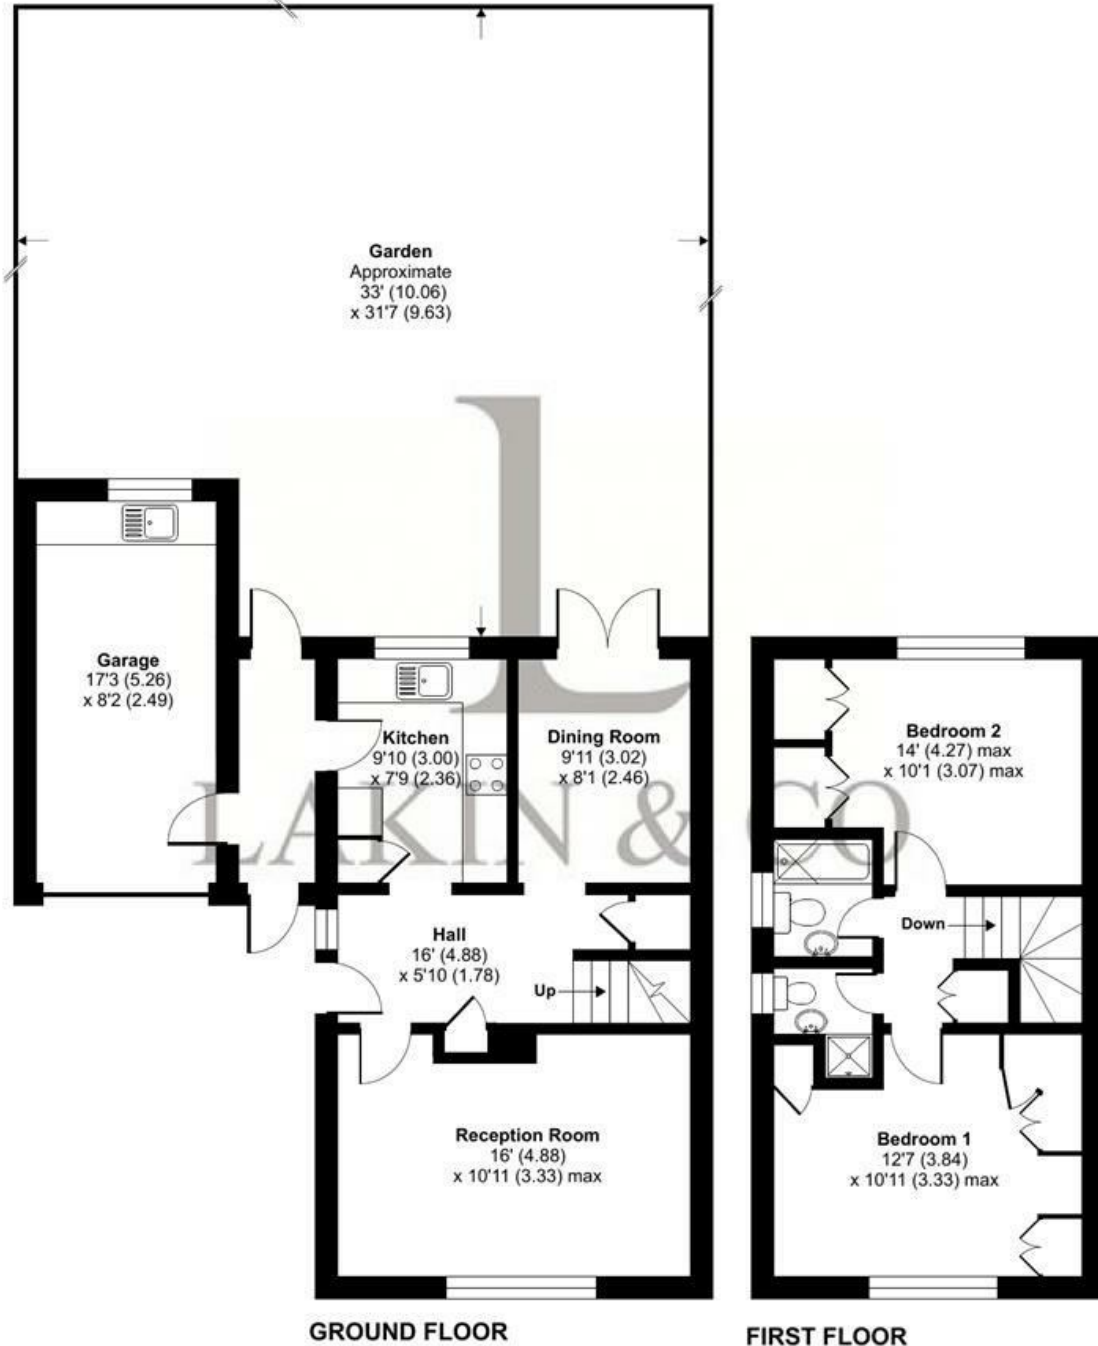 Garden
Approximate
33' (10.06)
x 31'7 (9.63)
Garage
17'3 (5.26)
x 8'2 (2.49)
Kitchen
9'10 (3.00)
x 7'9 (2.36)
Dining Room
9'11 (3.02)
x 8'1 (2.46)
Bedroom 2
14' (4.27) max
x 10'1 (3.07) max
L
LAKIN & CO
Hall
16' (4.88)
x 5'10 (1.78)
Up
Down
Reception Room
16' (4.88)
x 10'11 (3.33) max
Bedroom 1
12'7 (3.84)
x 10'11 (3.33) max
GROUND FLOOR
FIRST FLOOR